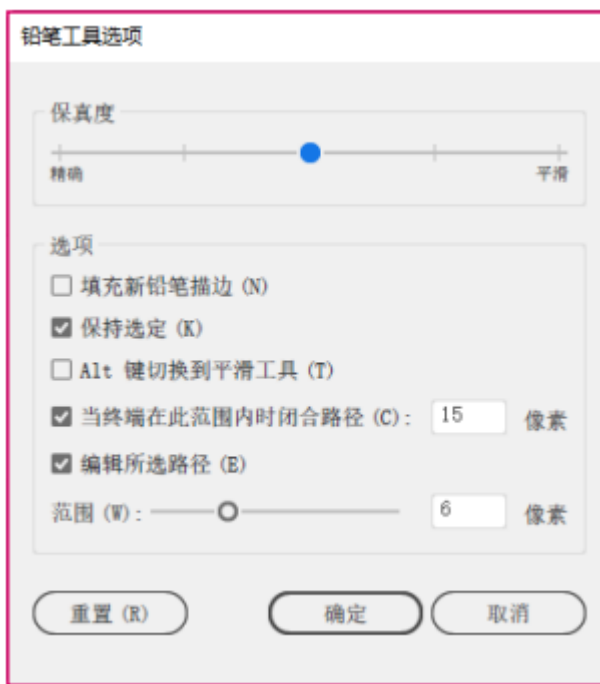 铅笔工具选项
保真度
精确 平滑
选项
填充新铅笔描边 (N)
保持选定 (K)
Alt 键切换到平滑工具 (T)
当终端在此范围内时闭合路径 (C): 15 像素
编辑所选路径 (E)
范围 (W): 6 像素
重置 (R) 确定 取消